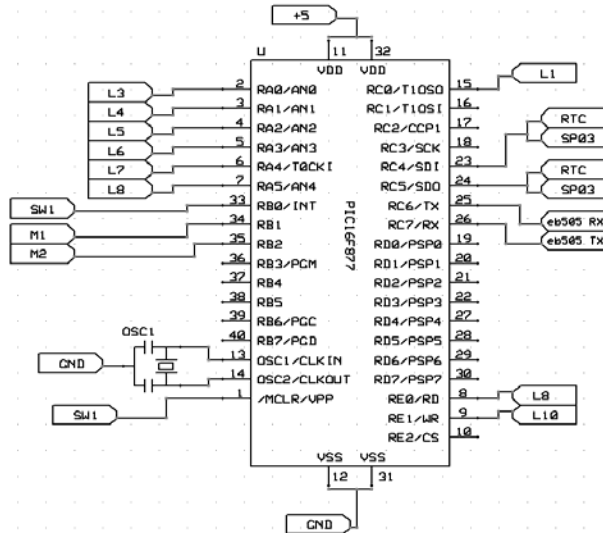 +5
U 11 32
VDD VDD
L3 2 RA0/AN0 RC0/T1OSO 15 L1
L4 3 RA1/AN1 RC1/T1OSI 16
L5 4 RA2/AN2 RC2/CCP1 17 RTC
L6 5 RA3/AN3 RC3/SCK 18 SP03
L7 6 RA4/T0CKI RC4/SDI 23
L8 7 RA5/AN4 RC5/SDO 24 RTC
SW1 33 RB0/INT RC6/TX 25 SP03
M1 34 RB1 RC7/RX 26 eb505 RX
M2 35 RB2 RD0/PSP0 19 eb505 TX
36 RB3/PGM RD1/PSP1 20
37 RB4 RD2/PSP2 21
38 RB5 RD3/PSP3 22
39 RB6/PGC RD4/PSP4 27
OSC1 40 RB7/PGD RD5/PSP5 28
GND 13 OSC1/CLKIN RD6/PSP6 29
14 OSC2/CLKOUT RD7/PSP7 30
SW1 1 /MCLR/VPP RE0/RD 8 L8
RE1/WR 9 L10
RE2/CS 10
PIC16F877
VSS VSS
12 31
GND